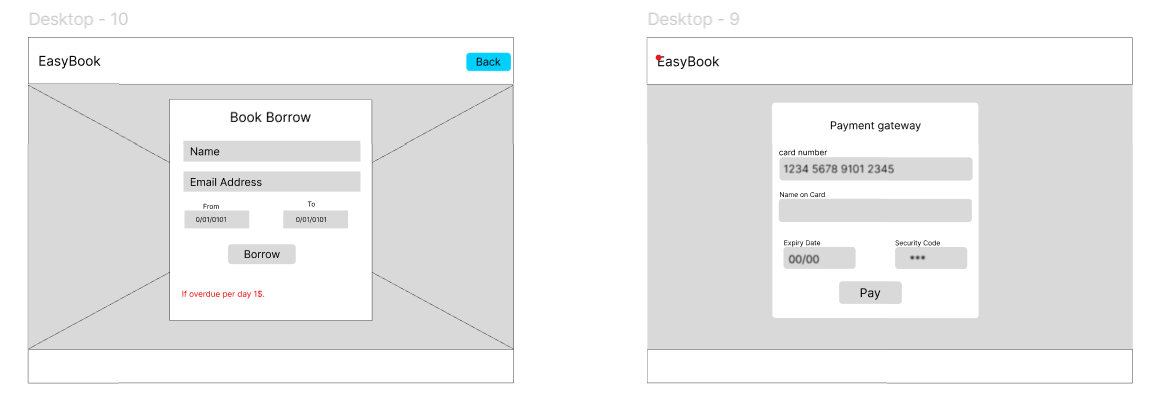 Desktop - 10
EasyBook
Back
Book Borrow
Name
Email Address
From
To
0/01/0101
0/01/0101
Borrow
If overdue per day 1$.
Desktop - 9
EasyBook
Payment gateway
card number
1234 5678 9101 2345
Name on Card
Expiry Date
Security Code
00/00
***
Pay